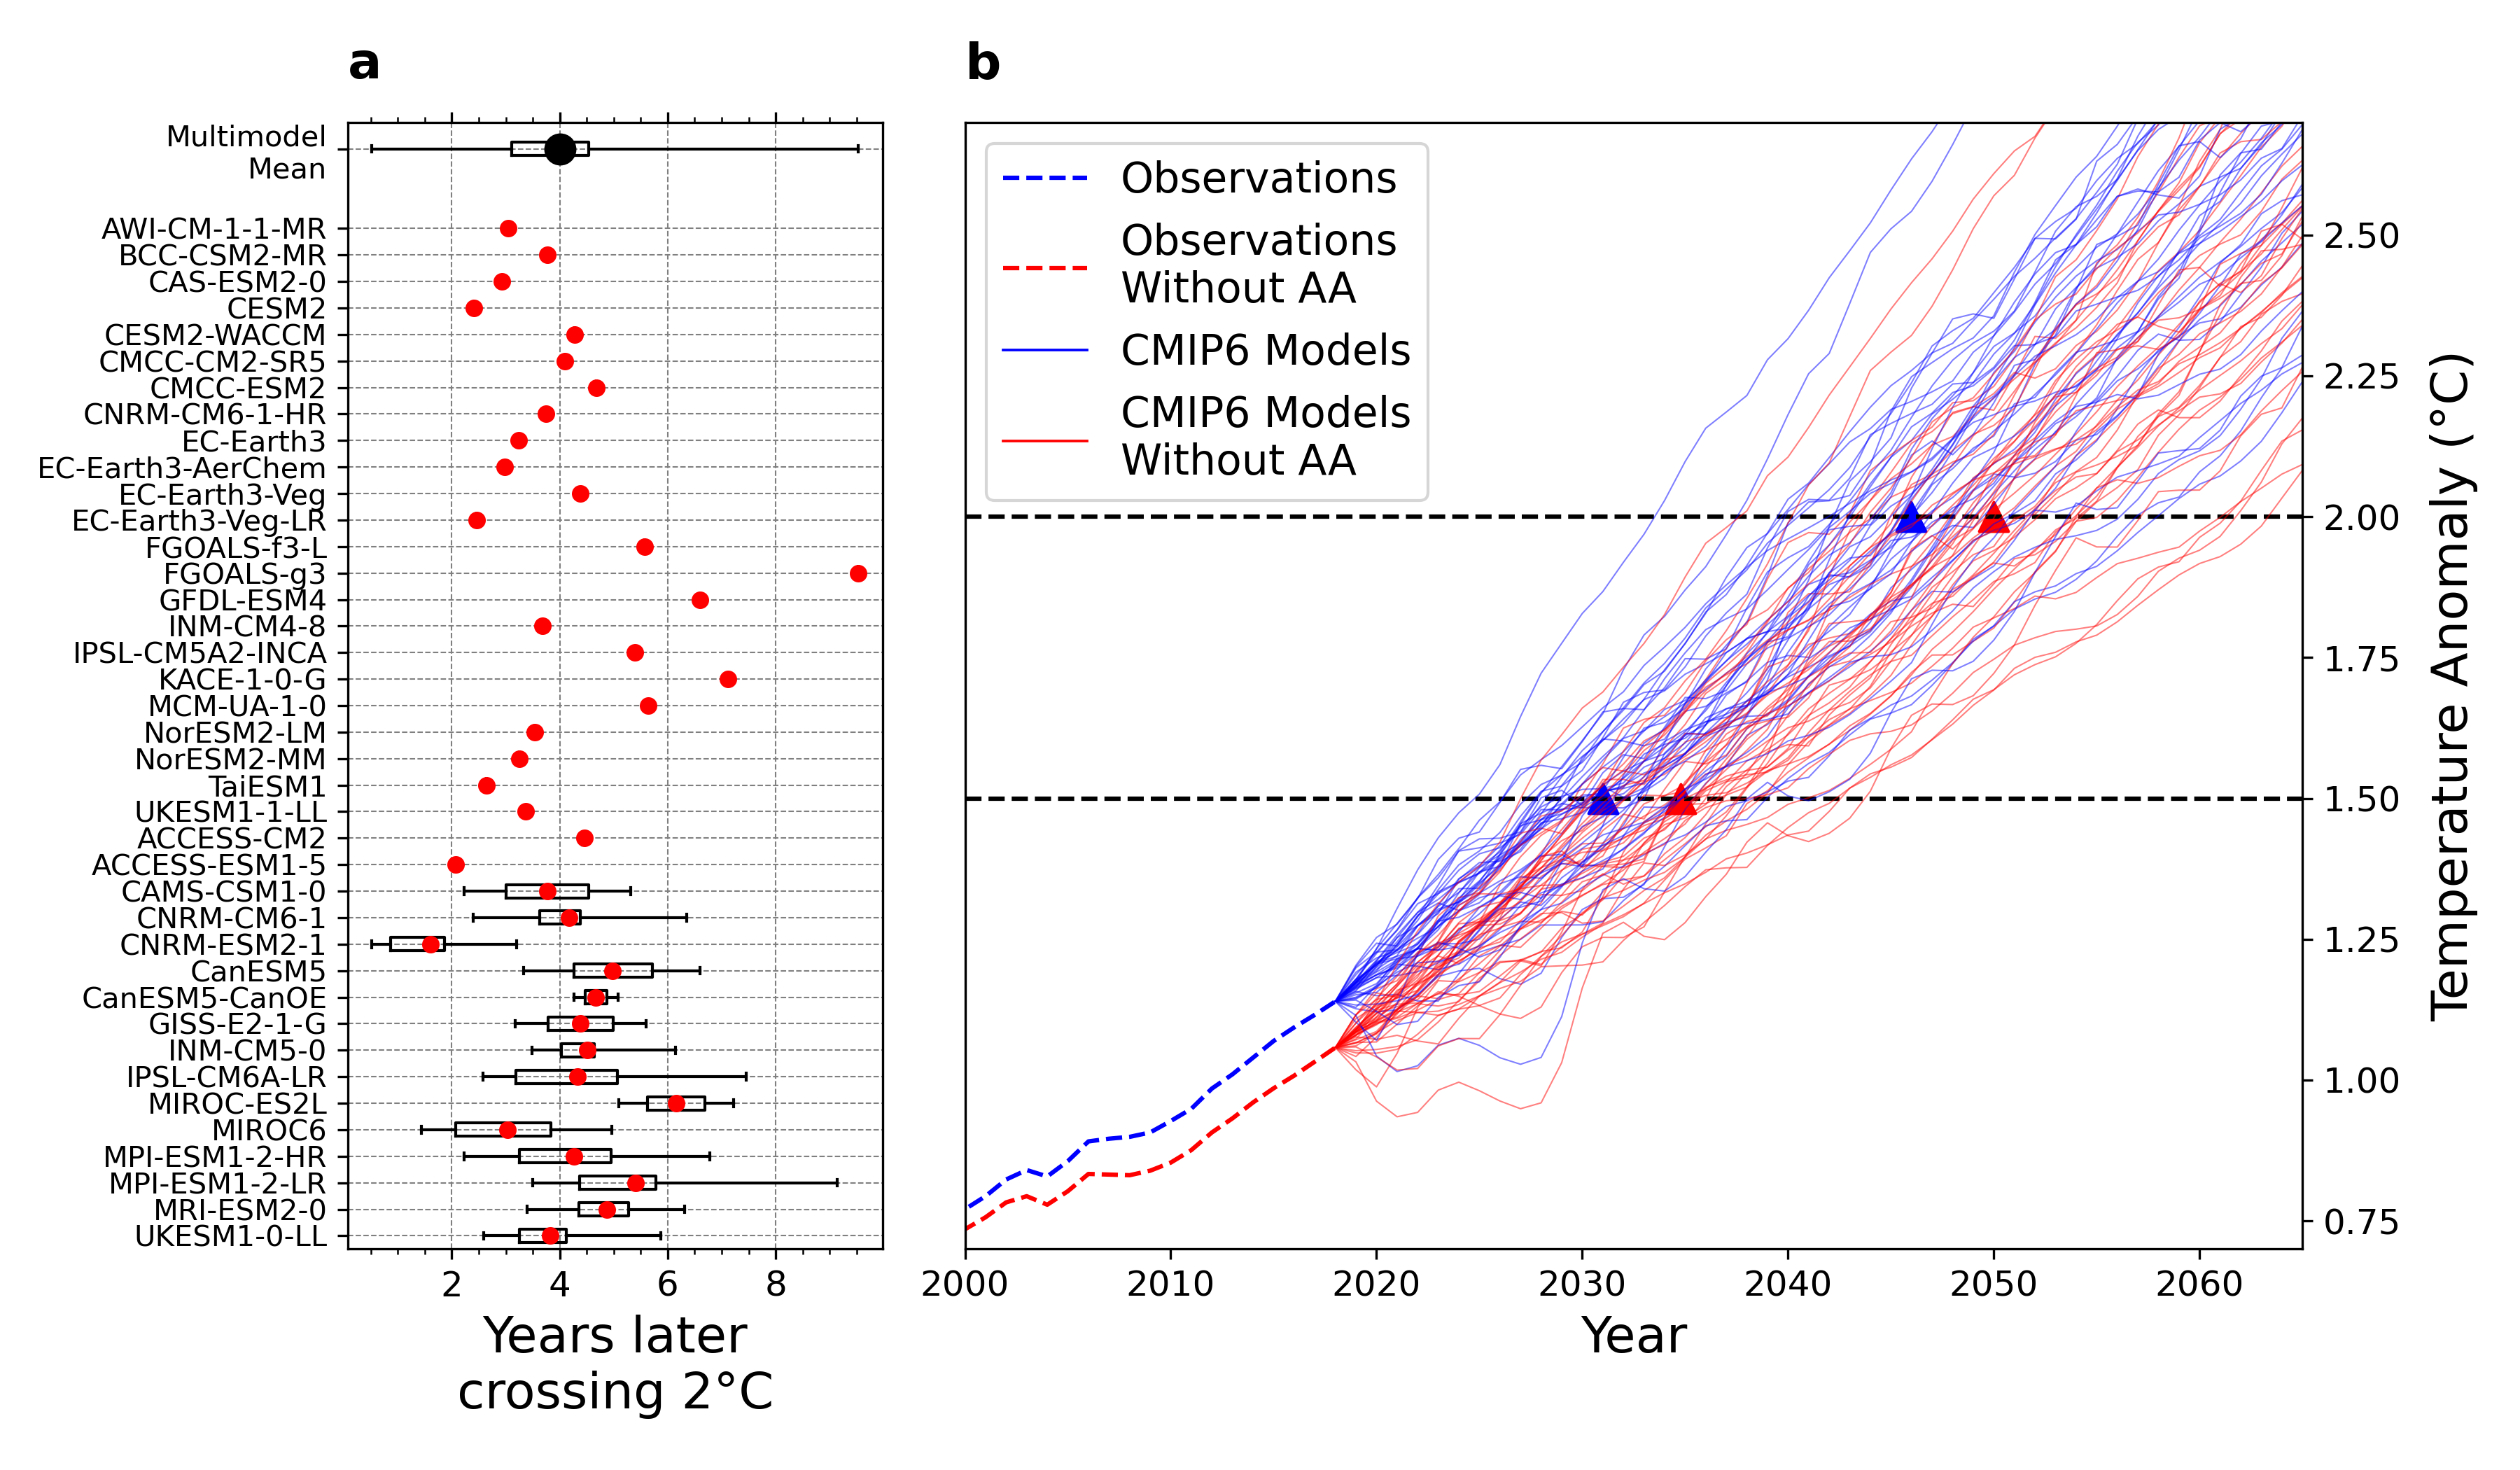 a
Multimodel
Mean
AWI-CM-1-1-MR
BCC-CSM2-MR
CAS-ESM2-0
CESM2
CESM2-WACCM
CMCC-CM2-SR5
CMCC-ESM2
CNRM-CM6-1-HR
EC-Earth3
EC-Earth3-AerChem
EC-Earth3-Veg
EC-Earth3-Veg-LR
FGOALS-f3-L
FGOALS-g3
GFDL-ESM4
INM-CM4-8
IPSL-CM5A2-INCA
KACE-1-0-G
MCM-UA-1-0
NorESM2-LM
NorESM2-MM
TaiESM1
UKESM1-1-LL
ACCESS-CM2
ACCESS-ESM1-5
CAMS-CSM1-0
CNRM-CM6-1
CNRM-ESM2-1
CanESM5
CanESM5-CanOE
GISS-E2-1-G
INM-CM5-0
IPSL-CM6A-LR
MIROC-ES2L
MIROC6
MPI-ESM1-2-HR
MPI-ESM1-2-LR
MRI-ESM2-0
UKESM1-0-LL
2 4 6 8
Years later
crossing 2°C
b
Observations
Observations
Without AA
CMIP6 Models
CMIP6 Models
Without AA
2.50
2.25
2.00
1.75
1.50
1.25
1.00
0.75
Temperature Anomaly (°C)
2000 2010 2020 2030 2040 2050 2060
Year